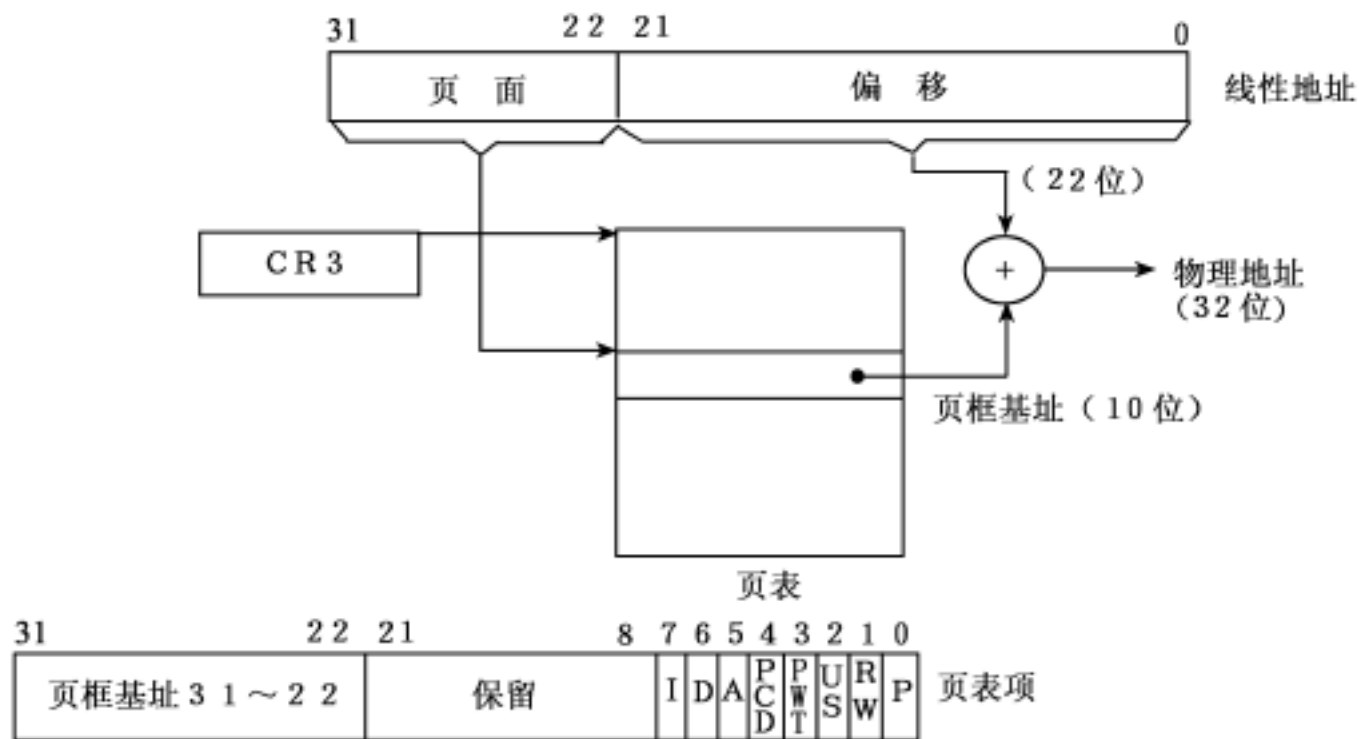 31 22 21 0
页 面 偏 移 线性地址
(22位)
CR3
+
物理地址
(32位)
页框基址(10位)
页表
31 22 21 8 7 6 5 4 3 2 1 0
页框基址31~22 保留 I D A PCD PWT US RW P 页表项